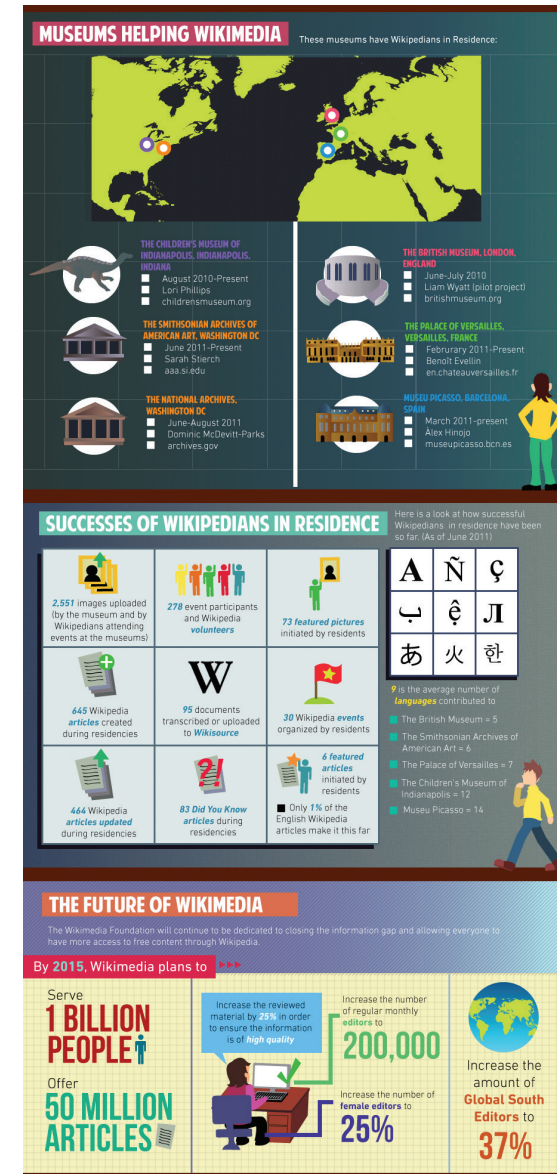 MUSEUMS HELPING WIKIMEDIA
These museums have Wikipedians in Residence:
THE CHILDREN'S MUSEUM OF
INDIANAPOLIS, INDIANAPOLIS,
INDIANA
August 2010-Present
Lori Phillips
childrensmuseum.org
THE SMITHSONIAN ARCHIVES OF
AMERICAN ART, WASHINGTON DC
June 2011-Present
Sarah Stierch
aaa.si.edu
THE NATIONAL ARCHIVES,
WASHINGTON DC
June-August 2011
Dominic McDevitt-Parks
archives.gov
THE BRITISH MUSEUM, LONDON,
ENGLAND
June-July 2010
Liam Wyatt (pilot project)
britishmuseum.org
THE PALACE OF VERSAILLES,
VERSAILLES, FRANCE
Februrary 2011-Present
Benoît Evellin
en.chateauversailles.fr
MUSEU PICASSO, BARCELONA,
SPAIN
March 2011-present
Àlex Hinojo
museupicasso.bcn.es
SUCCESSES OF WIKIPEDIANS IN RESIDENCE
Here is a look at how successful
Wikipedians in residence have been
so far. (As of June 2011)
2,551 images uploaded
(by the museum and by
Wikipedians attending
events at the museums)
278 event participants
and Wikipedia
volunteers
73 featured pictures
initiated by residents
645 Wikipedia
articles created
during residencies
W
95 documents
transcribed or uploaded
to Wikisource
30 Wikipedia events
organized by residents
464 Wikipedia
articles updated
during residencies
?!
83 Did You Know
articles during
residencies
6 featured
articles
initiated by
residents
Only 1% of the
English Wikipedia
articles make it this far
A Ñ ç
ب ệ Л
あ 火 한
9 is the average number of
languages contributed to
The British Museum = 5
The Smithsonian Archives of
American Art = 6
The Palace of Versailles = 7
The Children's Museum of
Indianapolis = 12
Museu Picasso = 14
THE FUTURE OF WIKIMEDIA
The Wikimedia Foundation will continue to be dedicated to closing the information gap and allowing everyone to
have more access to free content through Wikipedia.
By 2015, Wikimedia plans to
Serve
1 BILLION
PEOPLE
Offer
50 MILLION
ARTICLES
Increase the reviewed
material by 25% in order
to ensure the information
is of high quality
Increase the number
of regular monthly
editors to
200,000
Increase the number of
female editors to
25%
Increase the
amount of
Global South
Editors to
37%